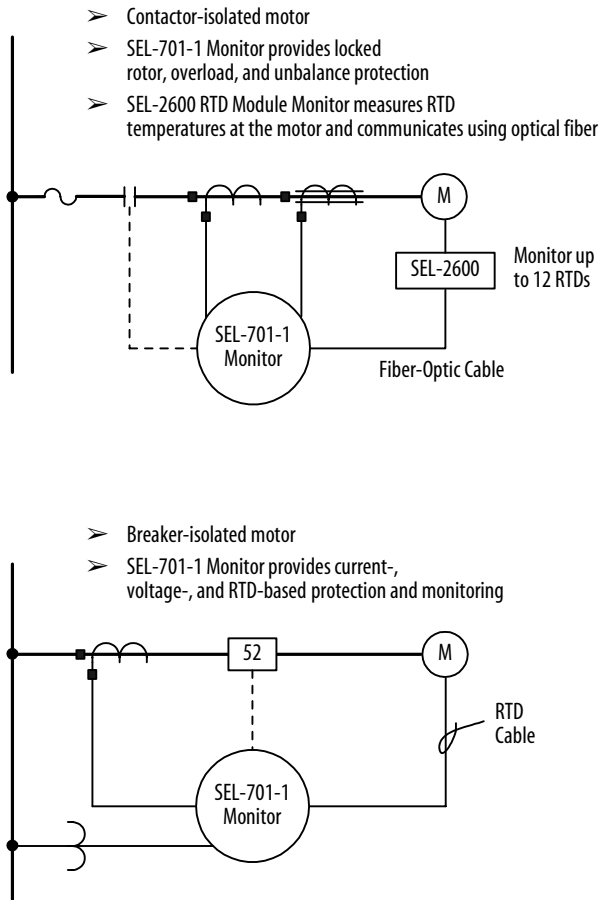 ➢ Contactor-isolated motor
➢ SEL-701-1 Monitor provides locked
rotor, overload, and unbalance protection
➢ SEL-2600 RTD Module Monitor measures RTD
temperatures at the motor and communicates using optical fiber
M
SEL-2600
Monitor up
to 12 RTDs
SEL-701-1
Monitor
Fiber-Optic Cable
➢ Breaker-isolated motor
➢ SEL-701-1 Monitor provides current-,
voltage-, and RTD-based protection and monitoring
52
M
RTD
Cable
SEL-701-1
Monitor